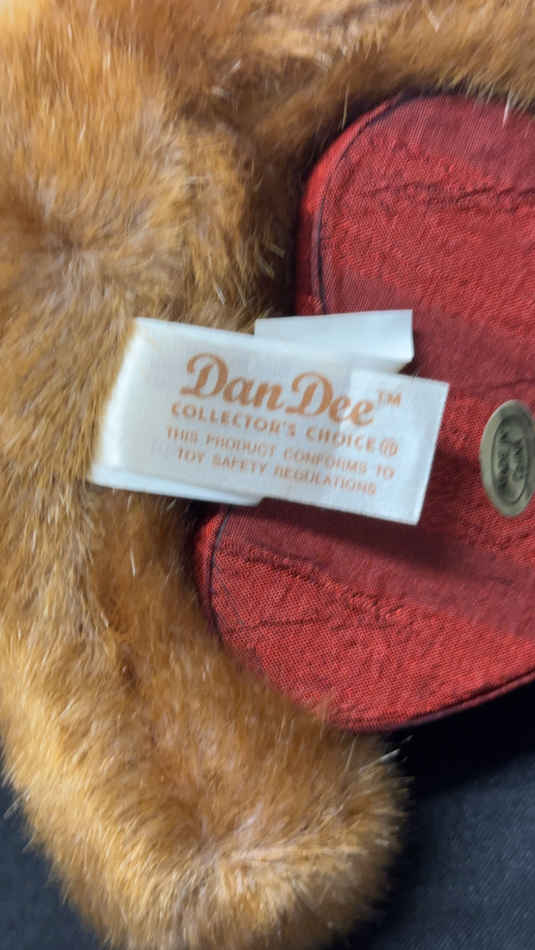 Dan Dee™
COLLECTOR'S CHOICE®
THIS PRODUCT CONFORMS TO
TOY SAFETY REGULATIONS